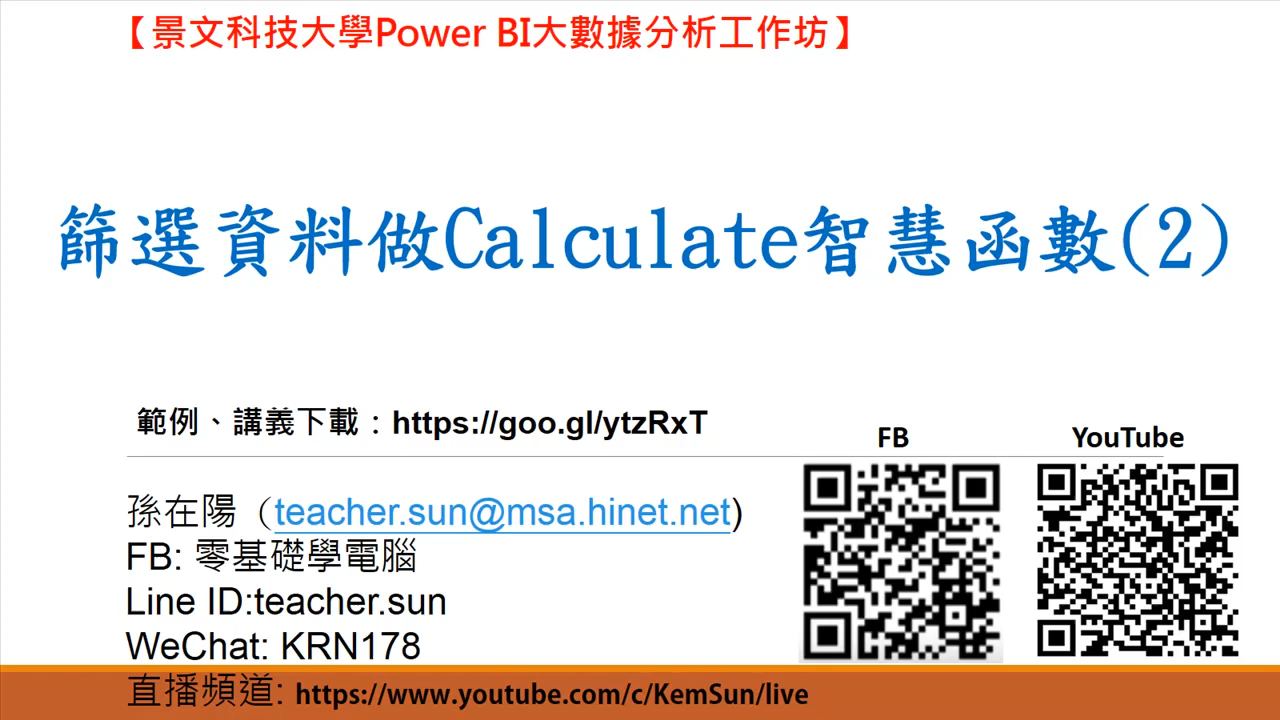 【景文科技大學Power BI大數據分析工作坊】
篩選資料做Calculate智慧函數(2)
範例、講義下載：https://goo.gl/ytzRxT
FB
YouTube
孫在陽（teacher.sun@msa.hinet.net)
FB: 零基礎學電腦
Line ID:teacher.sun
WeChat: KRN178
直播頻道: https://www.youtube.com/c/KemSun/live